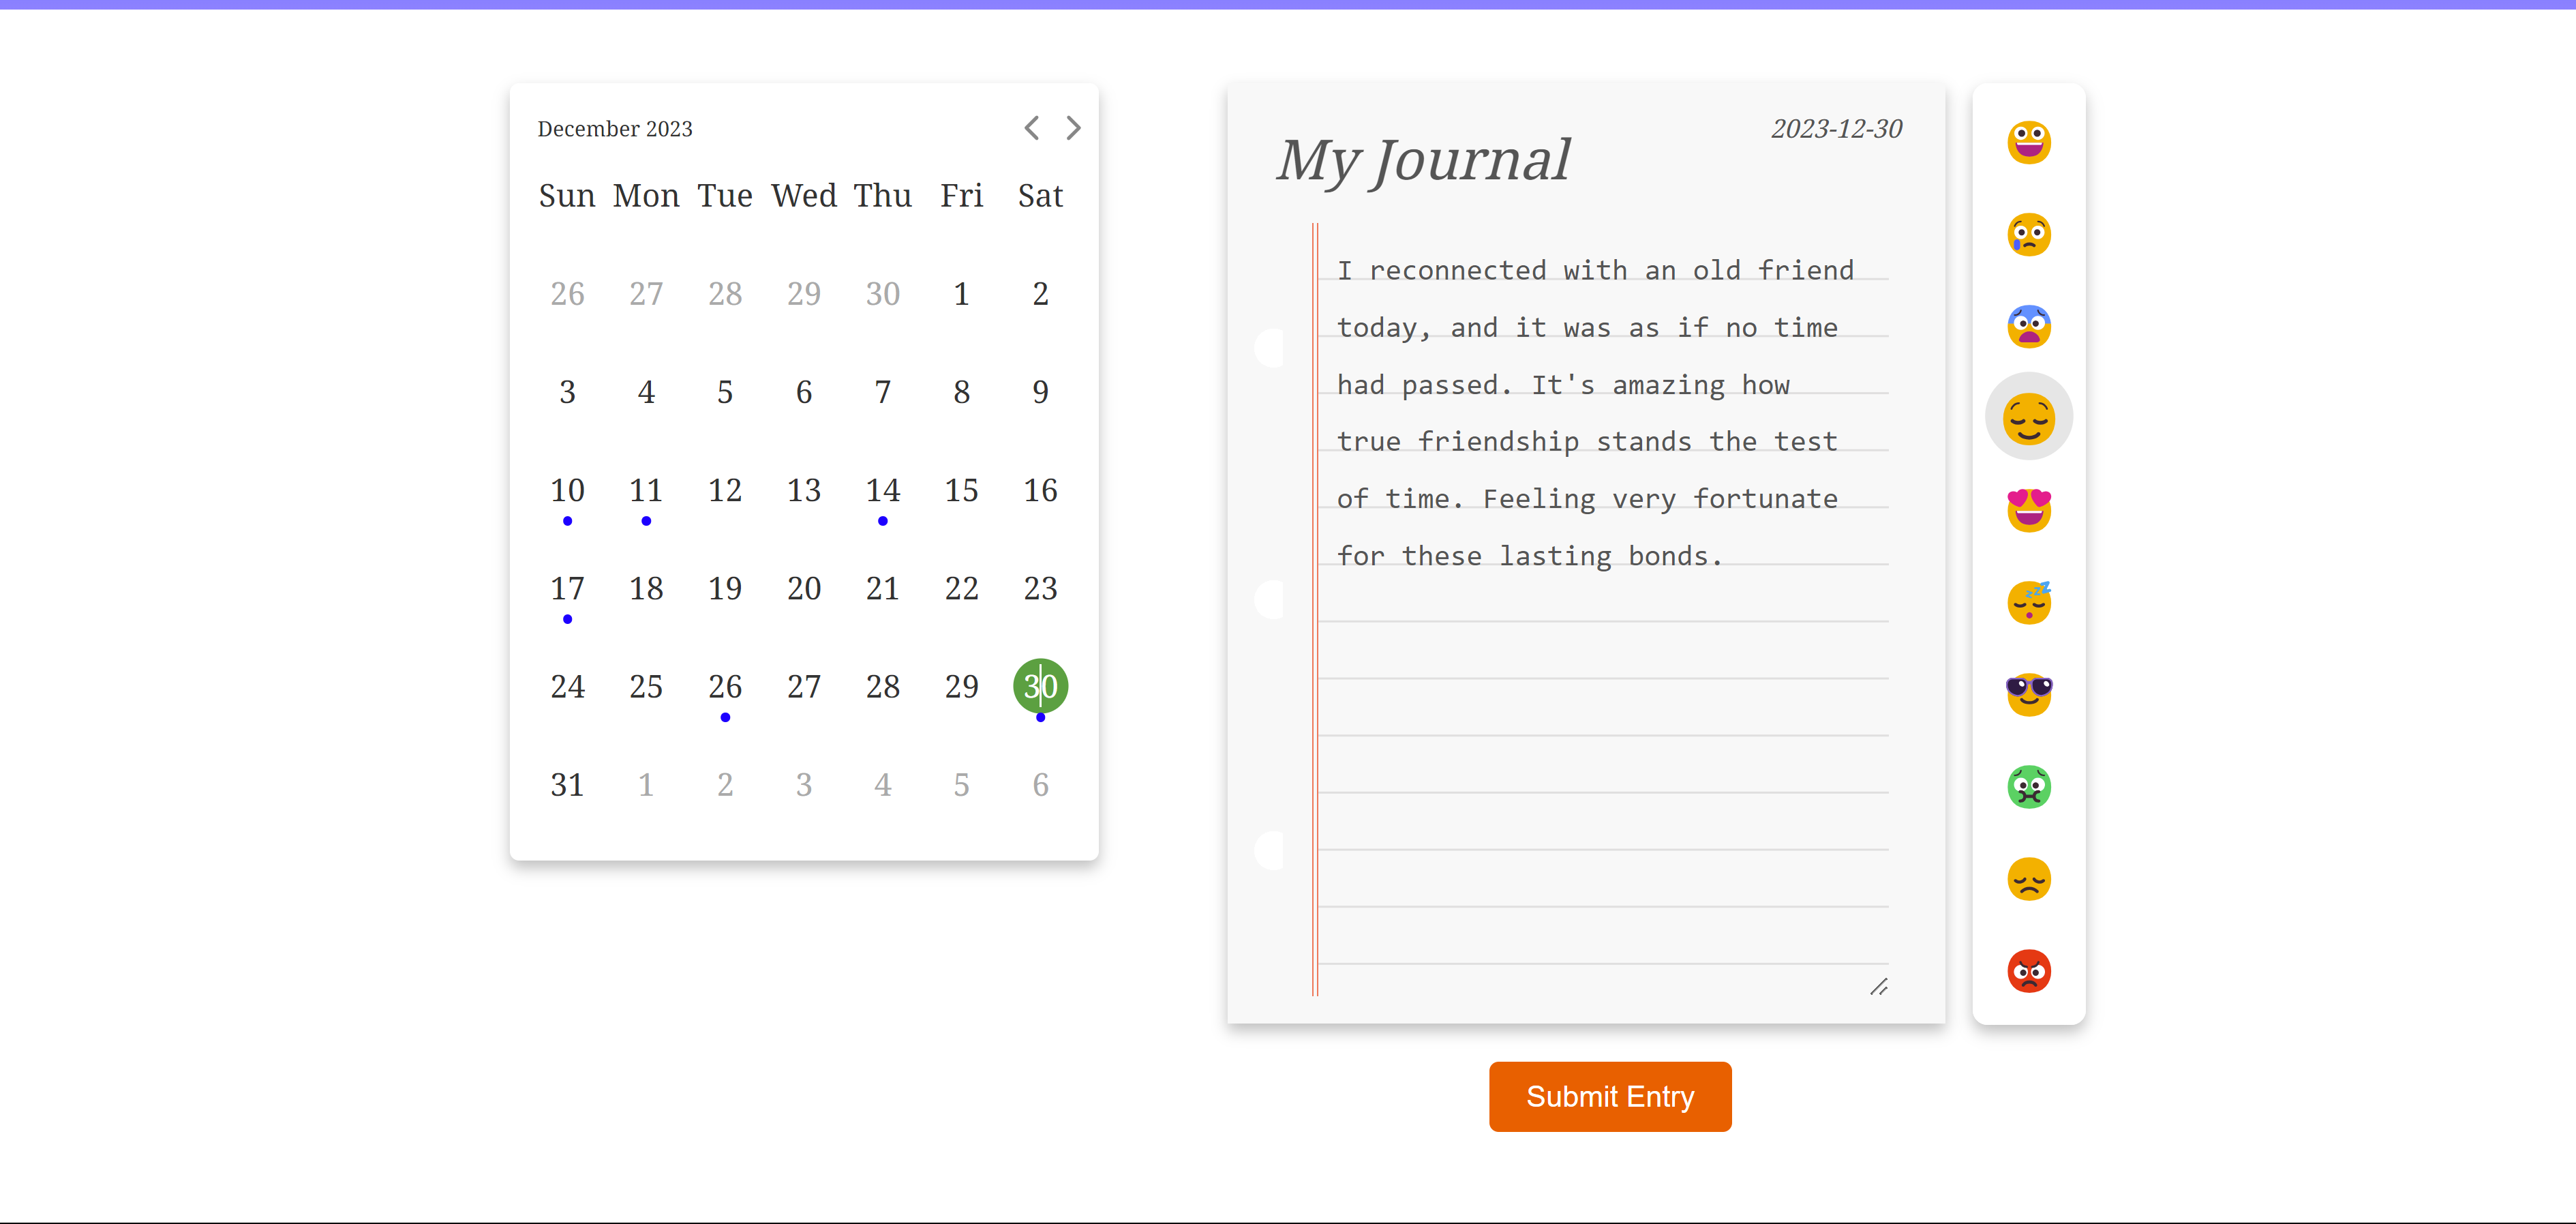 December 2023
Sun Mon Tue Wed Thu Fri Sat
26 27 28 29 30 1 2
3 4 5 6 7 8 9
10 11 12 13 14 15 16
17 18 19 20 21 22 23
24 25 26 27 28 29 30
31 1 2 3 4 5 6
2023-12-30
My Journal
I reconnected with an old friend
today, and it was as if no time
had passed. It's amazing how
true friendship stands the test
of time. Feeling very fortunate
for these lasting bonds.
zzz
Submit Entry